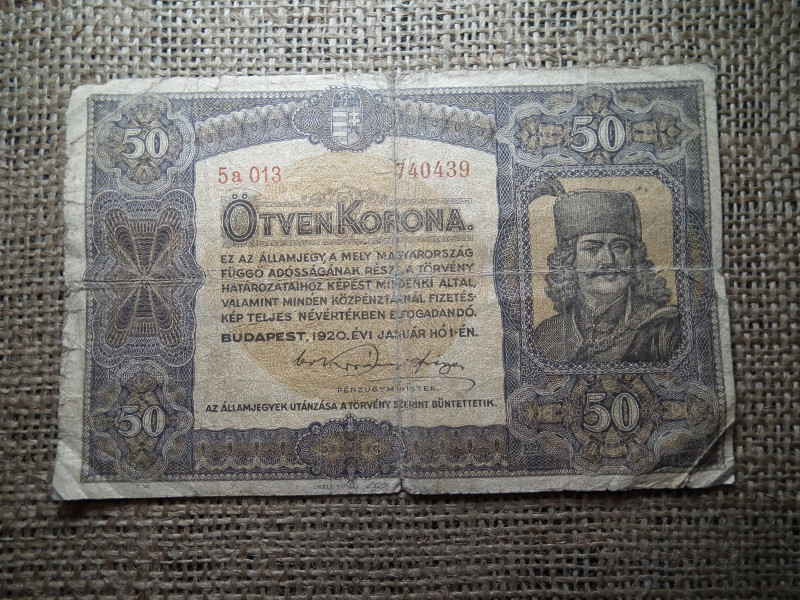 50
50
5a 013 740439
ÖTVEN KORONA.
EZ AZ ÁLLAMJEGY, A MELY MAGYARORSZÁG
FÜGGŐ ADÓSSÁGÁNAK RÉSZE, A TÖRVÉNY
HATÁROZATAIHOZ KÉPEST MINDENKI ÁLTAL,
VALAMINT MINDEN KÖZPÉNZTÁRNÁL FIZETÉS-
KÉP TELJES NÉVÉRTÉKBEN ELFOGADANDÓ.
BUDAPEST, 1920. ÉVI JANUÁR HÓ 1-ÉN.
PÉNZÜGYMINISTER.
AZ ÁLLAMJEGYEK UTÁNZÁSA A TÖRVÉNY SZERINT BÜNTETTETIK.
50
50
ORELL